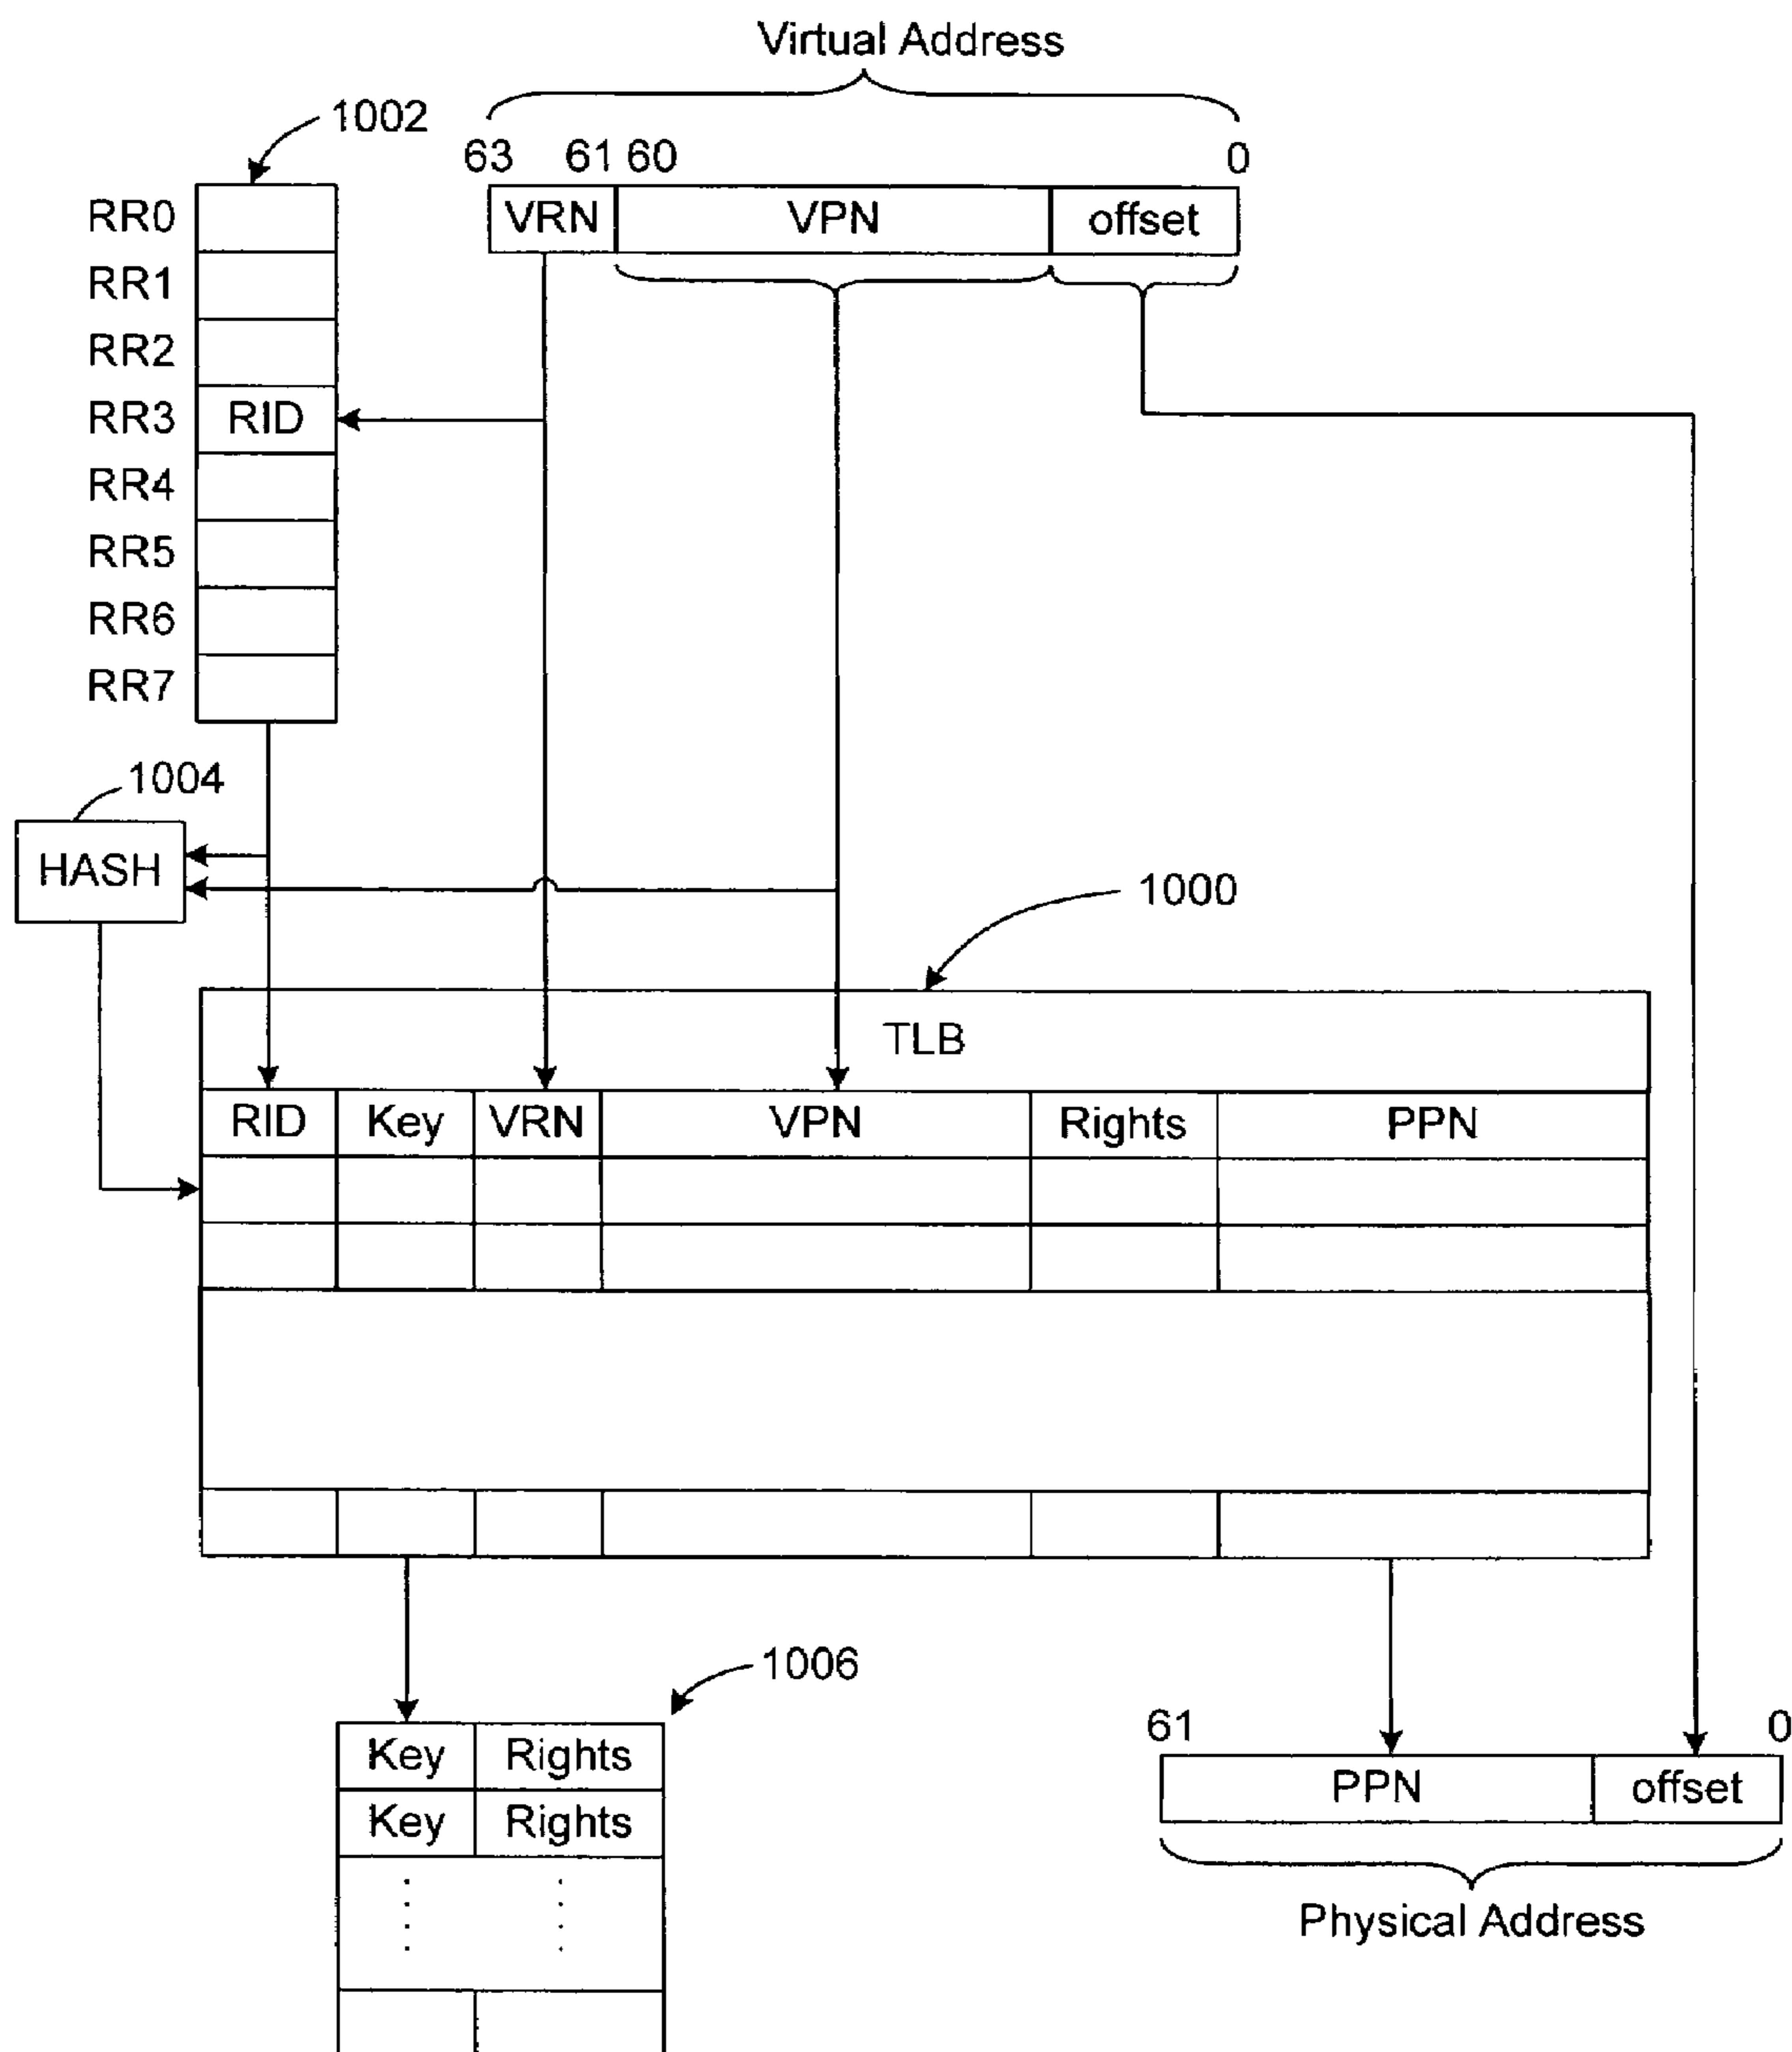 Virtual Address
1002
63 61 60 0
RR0 VRN VPN offset
RR1
RR2
RR3 RID
RR4
RR5
RR6
RR7
1004
HASH
1000
TLB
RID Key VRN VPN Rights PPN
1006
61 0
Key Rights PPN offset
Key Rights
Physical Address